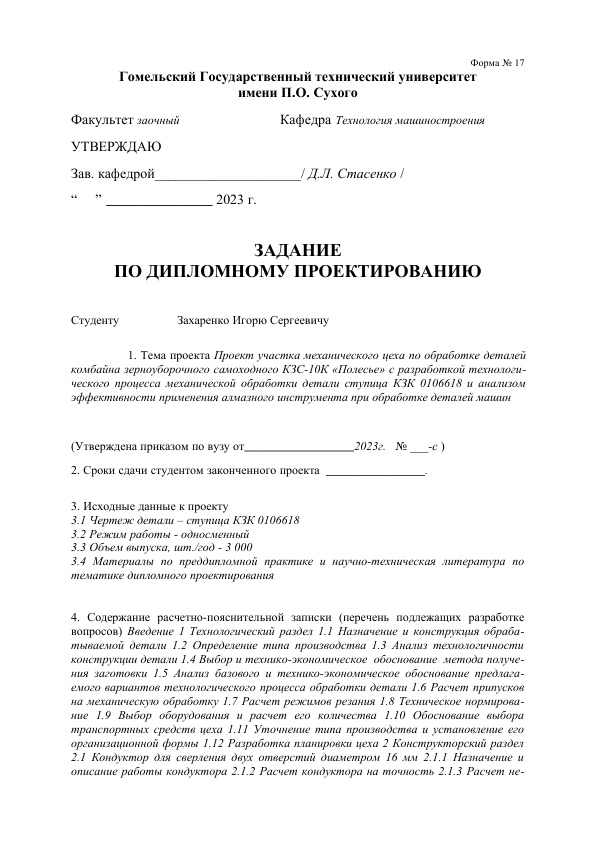 Форма № 17
Гомельский Государственный технический университет
имени П.О. Сухого
Факультет заочный Кафедра Технология машиностроения
УТВЕРЖДАЮ
Зав. кафедрой_____________________/ Д.Л. Стасенко /
“ ” ________________ 2023 г.
ЗАДАНИЕ
ПО ДИПЛОМНОМУ ПРОЕКТИРОВАНИЮ
Студенту Захаренко Игорю Сергеевичу
1. Тема проекта Проект участка механического цеха по обработке деталей
комбайна зерноуборочного самоходного КЗС-10К «Полесье» с разработкой технологи-
ческого процесса механической обработки детали ступица КЗК 0106618 и анализом
эффективности применения алмазного инструмента при обработке деталей машин
(Утверждена приказом по вузу от___________________2023г. № ___-с )
2. Сроки сдачи студентом законченного проекта _________________.
3. Исходные данные к проекту
3.1 Чертеж детали – ступица КЗК 0106618
3.2 Режим работы - односменный
3.3 Объем выпуска, шт./год - 3 000
3.4 Материалы по преддипломной практике и научно-техническая литература по
тематике дипломного проектирования
4. Содержание расчетно-пояснительной записки (перечень подлежащих разработке
вопросов) Введение 1 Технологический раздел 1.1 Назначение и конструкция обраба-
тываемой детали 1.2 Определение типа производства 1.3 Анализ технологичности
конструкции детали 1.4 Выбор и технико-экономическое обоснование метода получе-
ния заготовки 1.5 Анализ базового и технико-экономическое обоснование предлага-
емого вариантов технологического процесса обработки детали 1.6 Расчет припусков
на механическую обработку 1.7 Расчет режимов резания 1.8 Техническое нормирова-
ние 1.9 Выбор оборудования и расчет его количества 1.10 Обоснование выбора
транспортных средств цеха 1.11 Уточнение типа производства и установление его
организационной формы 1.12 Разработка планировки цеха 2 Конструкторский раздел
2.1 Кондуктор для сверления двух отверстий диаметром 16 мм 2.1.1 Назначение и
описание работы кондуктора 2.1.2 Расчет кондуктора на точность 2.1.3 Расчет не-